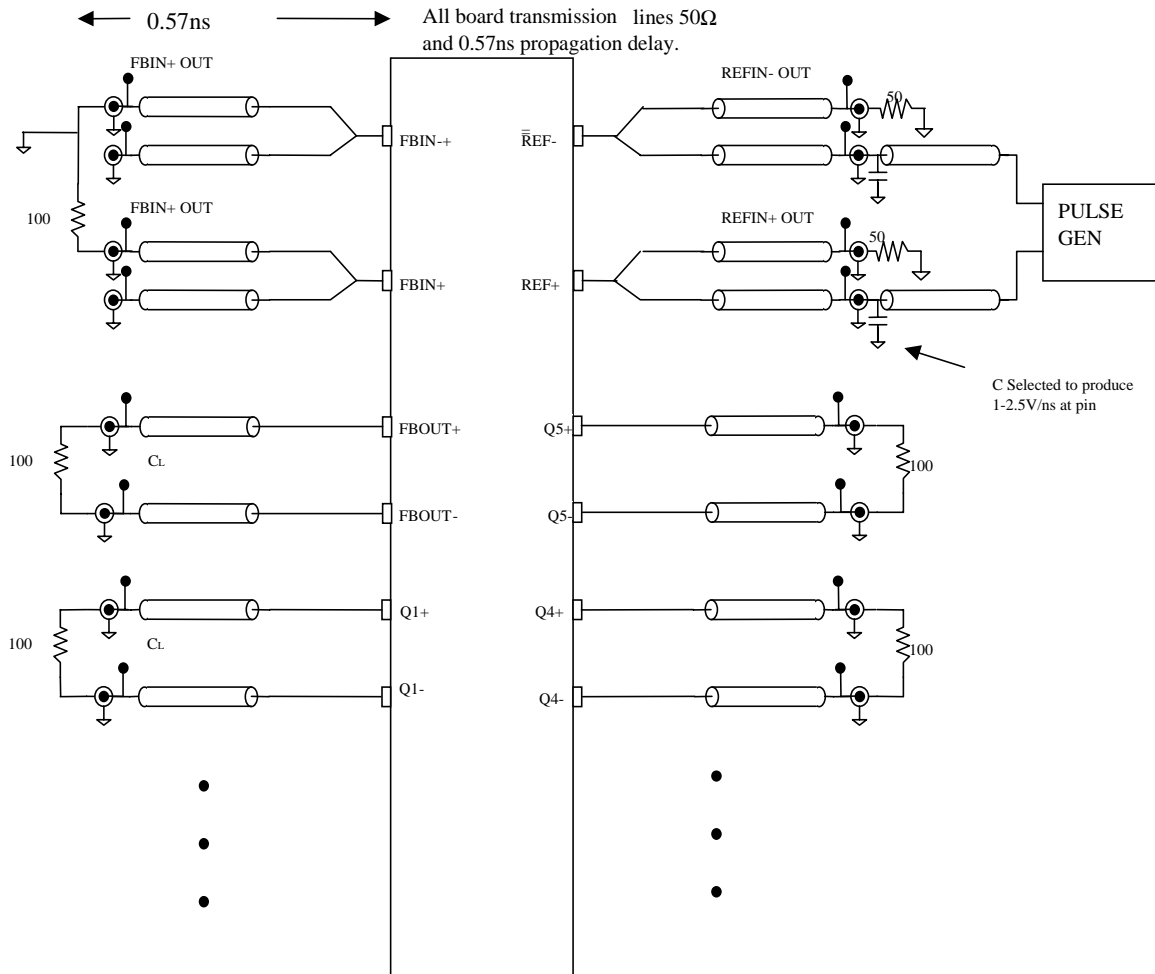 0.57ns
All board transmission lines 50Ω
and 0.57ns propagation delay.
FBIN+ OUT
REFIN- OUT
50
FBIN-+
REF-
100
FBIN+ OUT
REFIN+ OUT
50
PULSE
GEN
FBIN+
REF+
C Selected to produce
1-2.5V/ns at pin
FBOUT+
Q5+
100
CL
100
FBOUT-
Q5-
Q1+
Q4+
100
CL
100
Q1-
Q4-